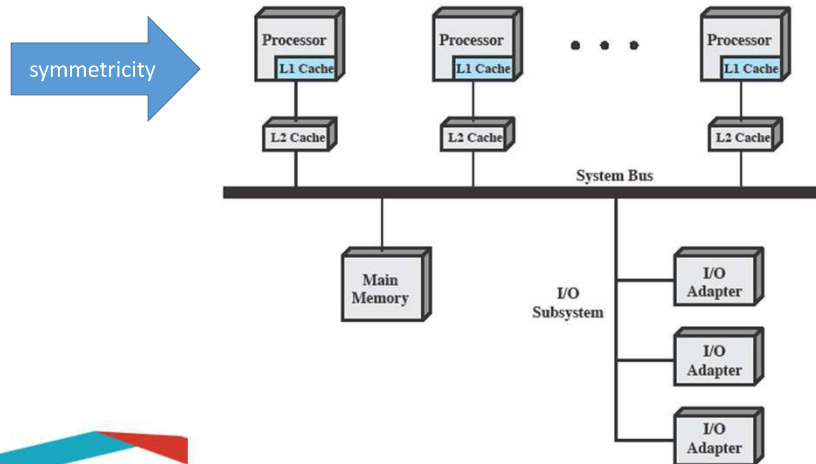 symmetricity
Processor
L1 Cache
L2 Cache
Processor
L1 Cache
L2 Cache
Processor
L1 Cache
L2 Cache
System Bus
Main
Memory
I/O
Subsystem
I/O
Adapter
I/O
Adapter
I/O
Adapter